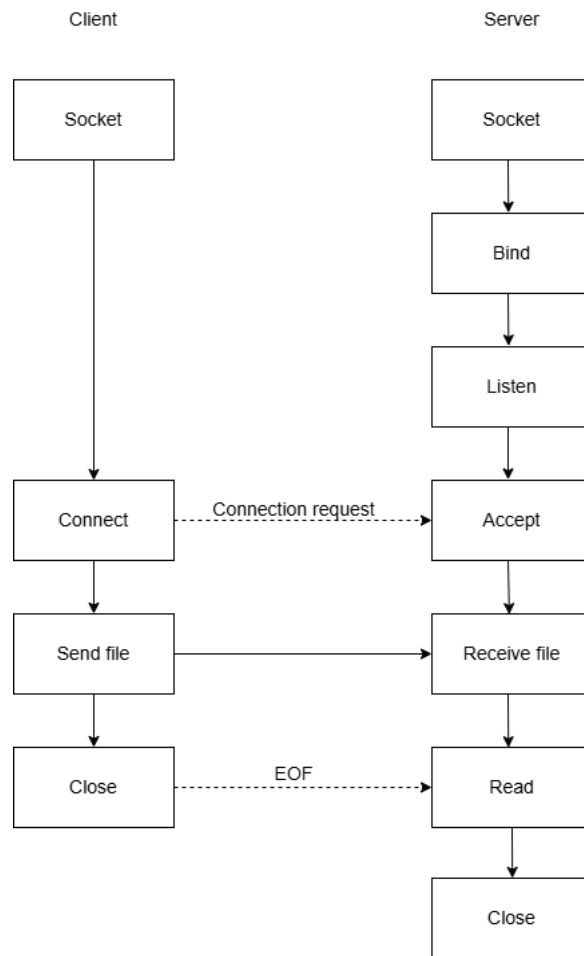 Client
Server
Socket
Socket
Bind
Listen
Connect
Connection request
Accept
Send file
Receive file
Close
EOF
Read
Close